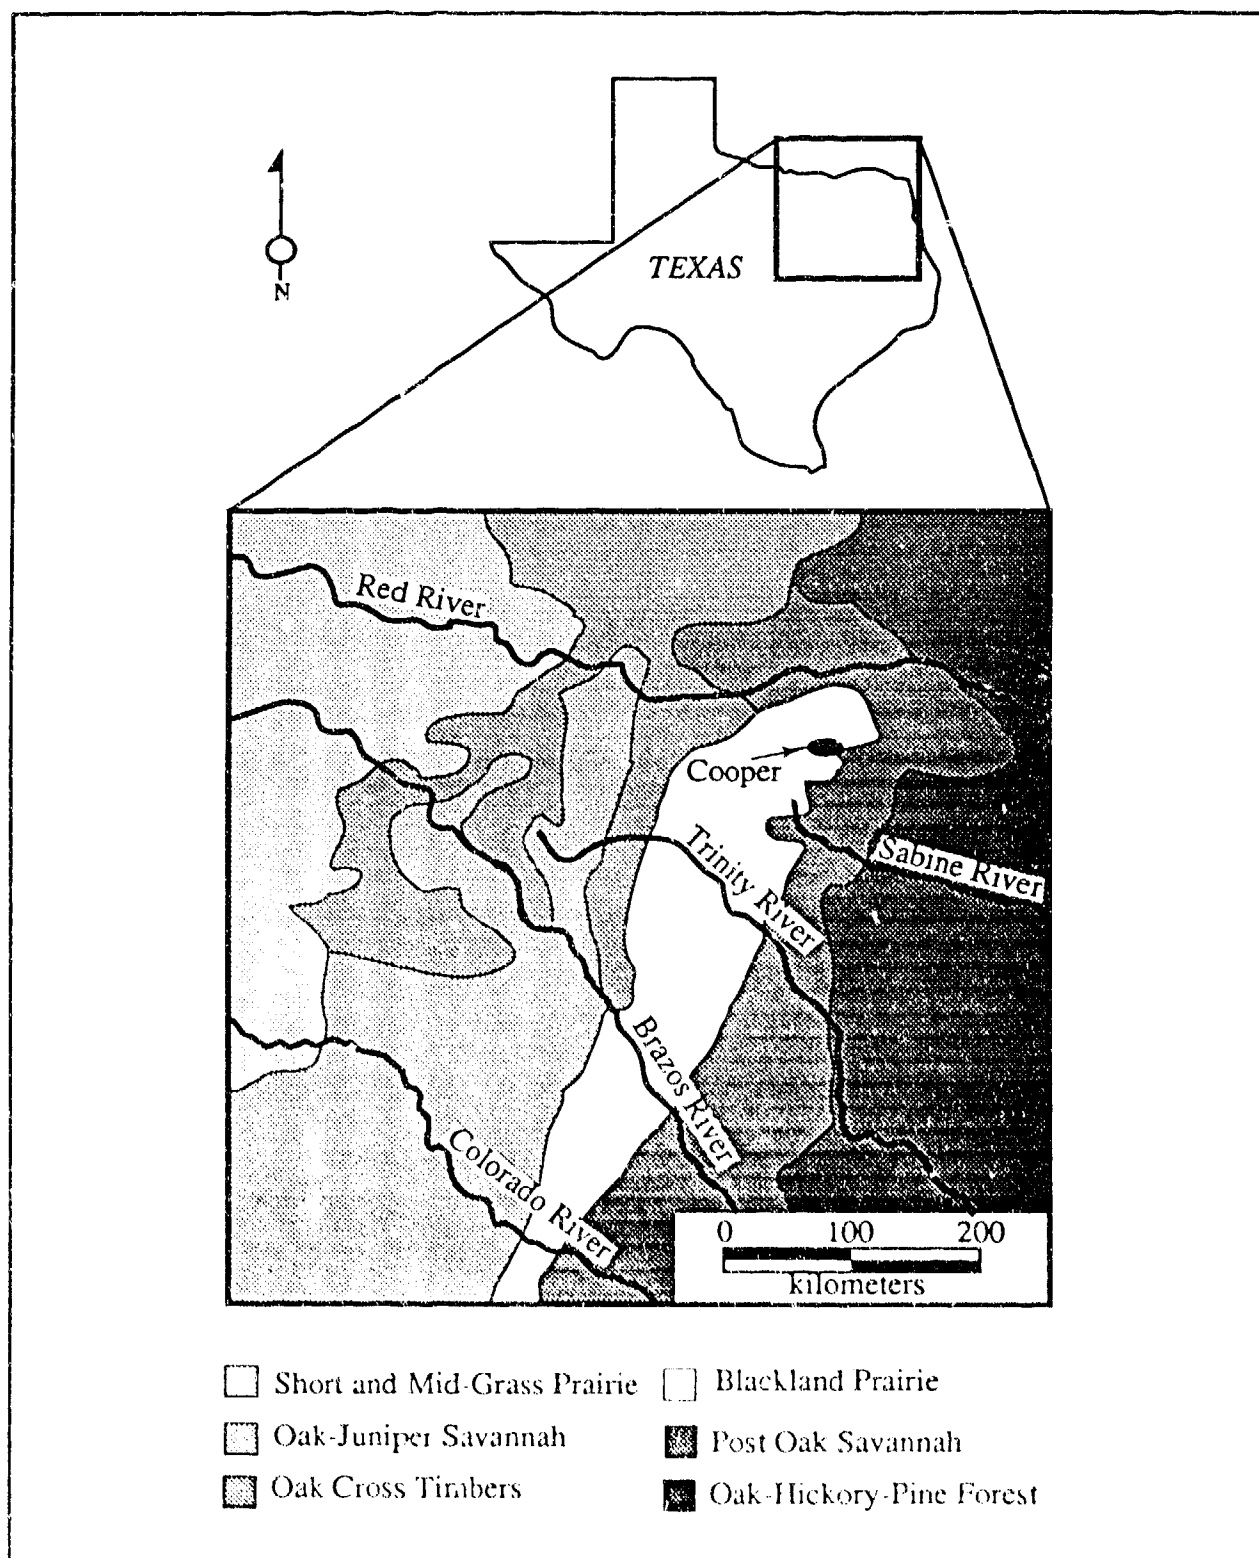 N
TEXAS
Red River
Cooper
Trinity River
Sabine River
Brazos River
Colorado River
0 100 200
kilometers
Short and Mid-Grass Prairie
Blackland Prairie
Oak-Juniper Savannah
Post Oak Savannah
Oak Cross Timbers
Oak-Hickory-Pine Forest